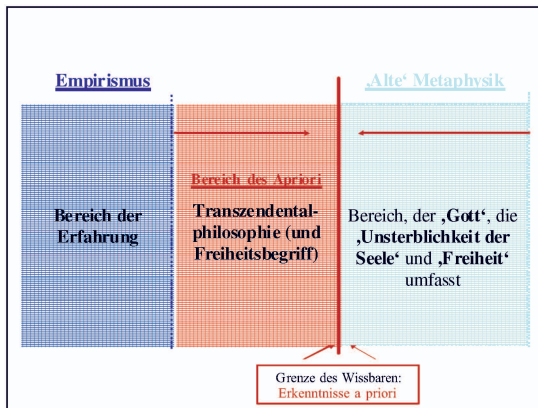 Empirismus
‚Alte‘ Metaphysik
Bereich des Apriori
Bereich der
Erfahrung
Transzendental-
philosophie (und
Freiheitsbegriff)
Bereich, der ‚Gott‘, die
‚Unsterblichkeit der
Seele‘ und ‚Freiheit‘
umfasst
Grenze des Wissbaren:
Erkenntnisse a priori